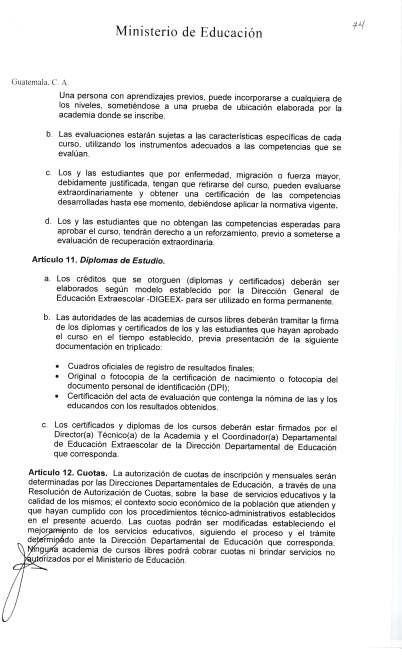 Ministerio de Educación
Guatemala, C. A.
Una persona con aprendizajes previos, puede incorporarse a cualquiera de
los niveles, sometiéndose a una prueba de ubicación elaborada por la
academia donde se inscribe.
b. Las evaluaciones estarán sujetas a las características específicas de cada
curso, utilizando los instrumentos adecuados a las competencias que se
evalúan.
c. Los y las estudiantes que por enfermedad, migración o fuerza mayor,
debidamente justificada, tengan que retirarse del curso, pueden evaluarse
extraordinariamente y obtener una certificación de las competencias
desarrolladas hasta ese momento, debiéndose aplicar la normativa vigente.
d. Los y las estudiantes que no obtengan las competencias esperadas para
aprobar el curso, tendrán derecho a un reforzamiento, previo a someterse a
evaluación de recuperación extraordinaria.
Artículo 11. Diplomas de Estudio.
a. Los créditos que se otorguen (diplomas y certificados) deberán ser
elaborados según modelo establecido por la Dirección General de
Educación Extraescolar -DIGEEX- para ser utilizado en forma permanente.
b. Las autoridades de las academias de cursos libres deberán tramitar la firma
de los diplomas y certificados de los y las estudiantes que hayan aprobado
el curso en el tiempo establecido, previa presentación de la siguiente
documentación en triplicado:
• Cuadros oficiales de registro de resultados finales;
• Original o fotocopia de la certificación de nacimiento o fotocopia del
documento personal de identificación (DPI);
• Certificación del acta de evaluación que contenga la nómina de las y los
educandos con los resultados obtenidos.
c. Los certificados y diplomas de los cursos deberán estar firmados por el
Director(a) Técnico(a) de la Academia y el Coordinador(a) Departamental
de Educación Extraescolar de la Dirección Departamental de Educación
que corresponda.
Artículo 12. Cuotas. La autorización de cuotas de inscripción y mensuales serán
determinadas por las Direcciones Departamentales de Educación, a través de una
Resolución de Autorización de Cuotas, sobre la base de servicios educativos y la
calidad de los mismos; el contexto socio económico de la población que atienden y
que hayan cumplido con los procedimientos técnico-administrativos establecidos
en el presente acuerdo. Las cuotas podrán ser modificadas estableciendo el
mejoramiento de los servicios educativos, siguiendo el proceso y el trámite
determinado ante la Dirección Departamental de Educación que corresponda.
Ninguna academia de cursos libres podrá cobrar cuotas ni brindar servicios no
autorizados por el Ministerio de Educación.